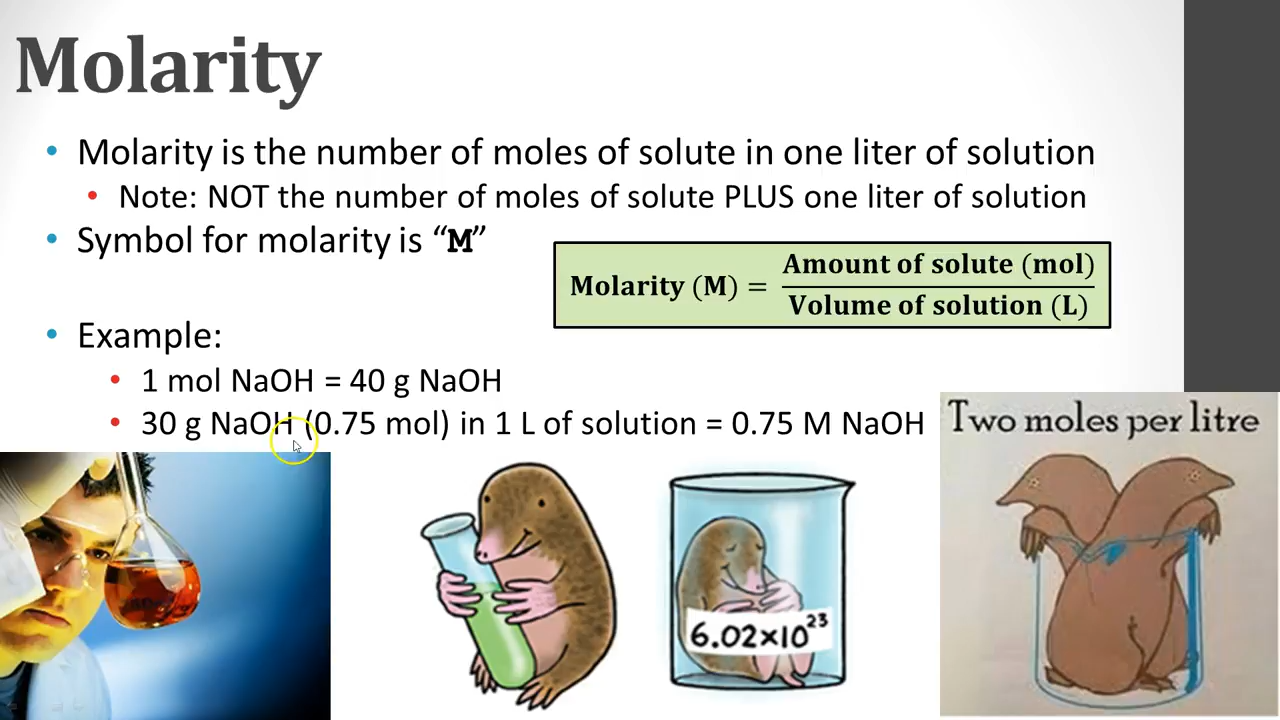 Molarity
• Molarity is the number of moles of solute in one liter of solution
• Note: NOT the number of moles of solute PLUS one liter of solution
• Symbol for molarity is “M”
Molarity (M) = Amount of solute (mol) / Volume of solution (L)
• Example:
• 1 mol NaOH = 40 g NaOH
• 30 g NaOH (0.75 mol) in 1 L of solution = 0.75 M NaOH
Two moles per litre
6.02×10²³